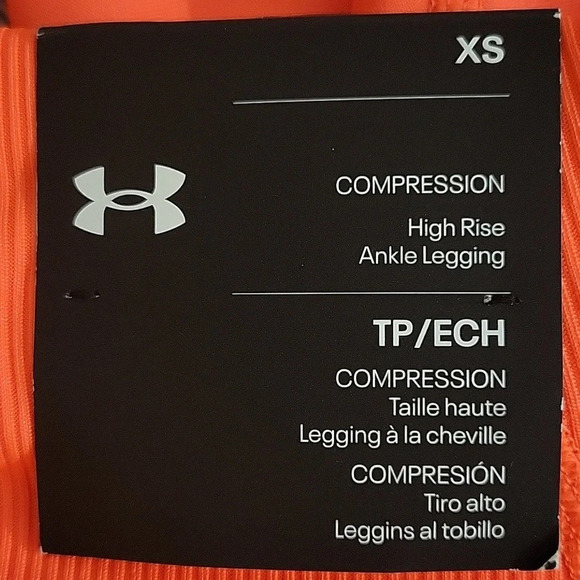 XS
COMPRESSION
High Rise
Ankle Legging
TP/ECH
COMPRESSION
Taille haute
Legging à la cheville
COMPRESIÓN
Tiro alto
Leggins al tobillo